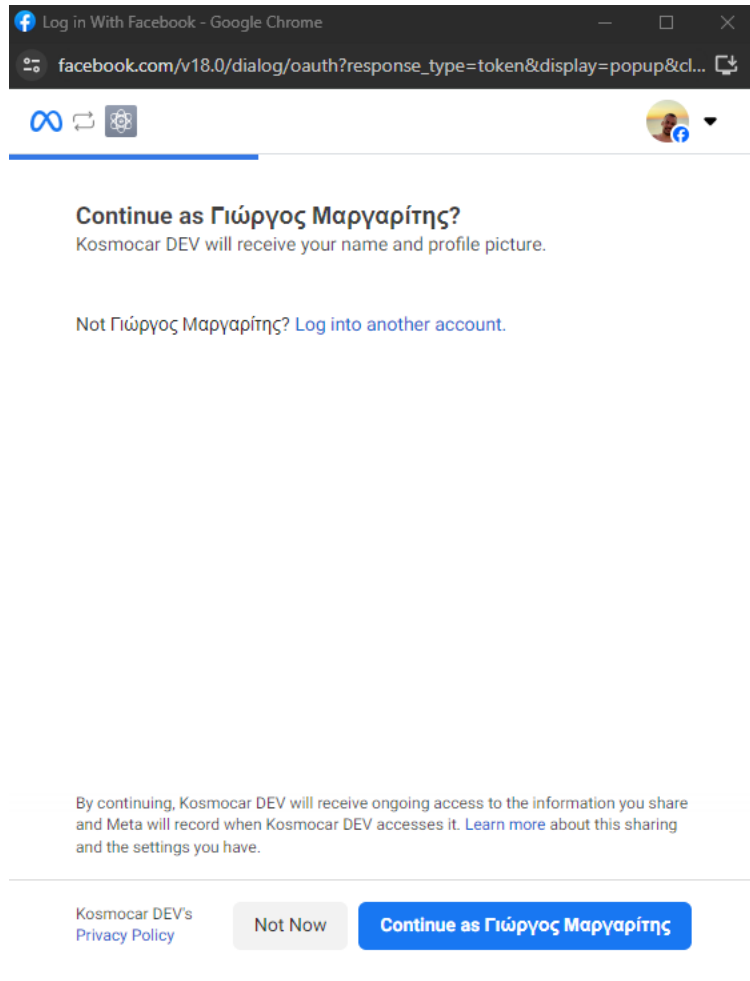 Log in With Facebook - Google Chrome
facebook.com/v18.0/dialog/oauth?response_type=token&display=popup&cl...
Continue as Γιώργος Μαργαρίτης?
Kosmocar DEV will receive your name and profile picture.
Not Γιώργος Μαργαρίτης? Log into another account.
By continuing, Kosmocar DEV will receive ongoing access to the information you share
and Meta will record when Kosmocar DEV accesses it. Learn more about this sharing
and the settings you have.
Kosmocar DEV's
Privacy Policy
Not Now
Continue as Γιώργος Μαργαρίτης